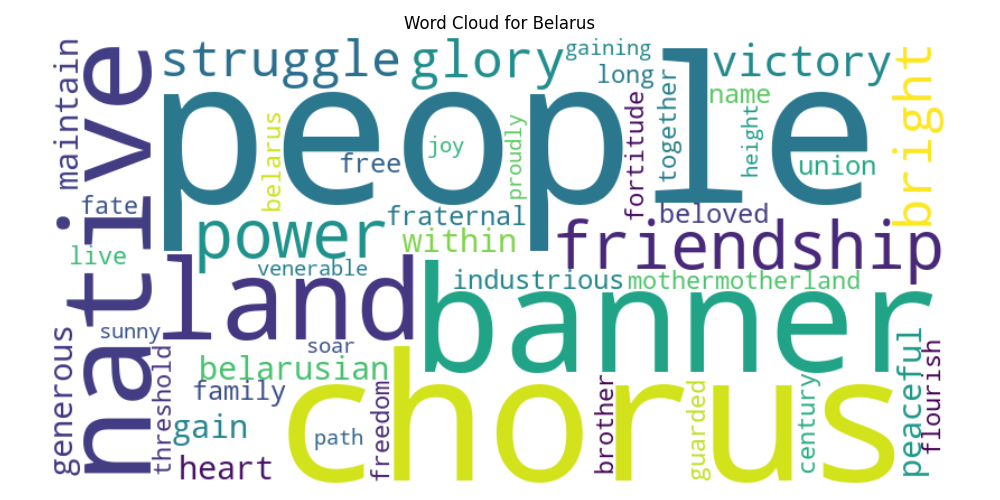 Word Cloud for Belarus
maintain
native
struggle
glory
gaining
long
victory
bright
people
together
name
height
belarus
free
joy
proudly
fortitude
union
fate
power
fraternal
within
beloved
friendship
live
venerable
land
industrious
mothermotherland
banner
sunny
soar
generous
threshold
belarusian
family
gain
heart
path
freedom
chorus
brother
guarded
century
peaceful
flourish